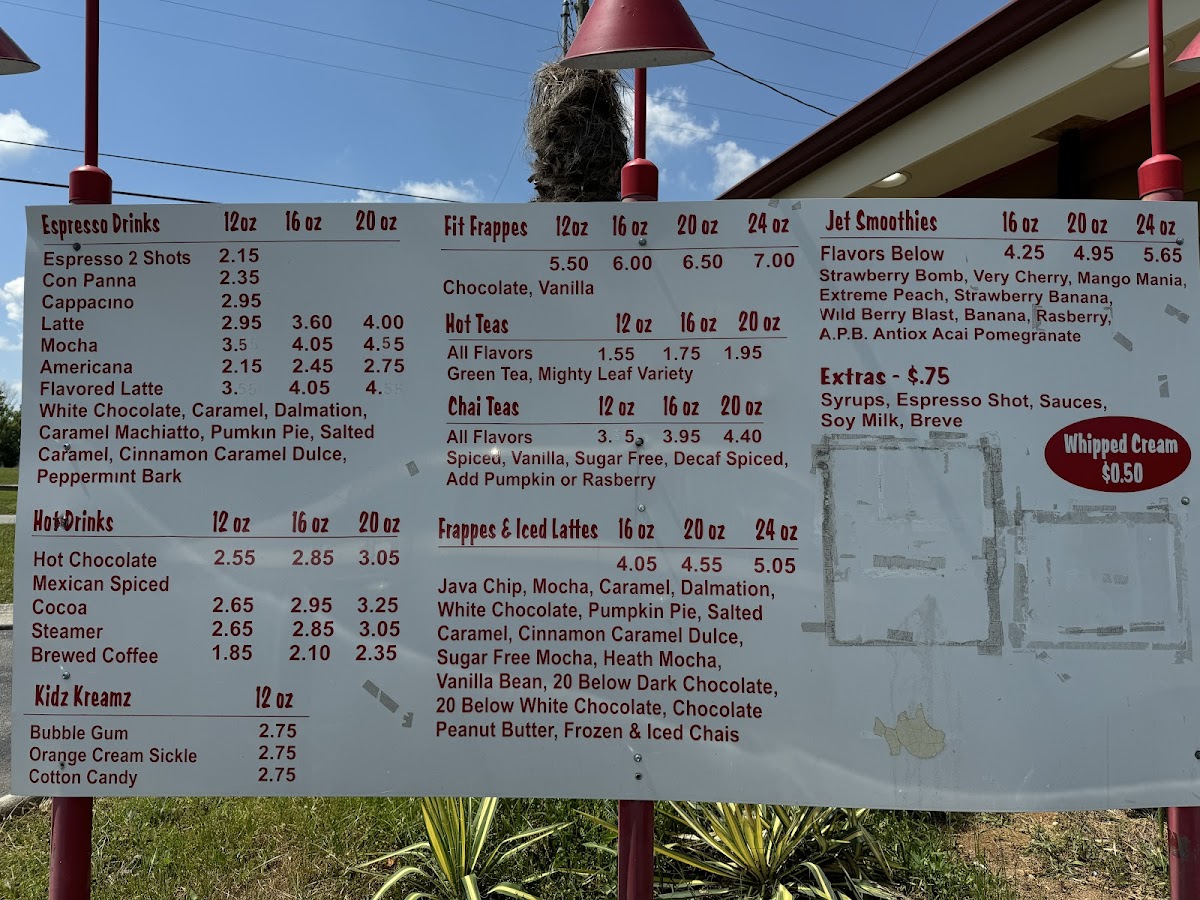 Espresso Drinks 12oz 16 oz 20 oz
Espresso 2 Shots 2.15
Con Panna 2.35
Cappacino 2.95
Latte 2.95 3.60 4.00
Mocha 4.05 4.55
Americana 2.15 2.45 2.75
Flavored Latte 4.05
White Chocolate, Caramel, Dalmation,
Caramel Machiatto, Pumkin Pie, Salted
Caramel, Cinnamon Caramel Dulce,
Peppermint Bark
Hot Drinks 12 oz 16 oz 20 oz
Hot Chocolate 2.55 2.85 3.05
Mexican Spiced
Cocoa 2.65 2.95 3.25
Steamer 2.65 2.85 3.05
Brewed Coffee 1.85 2.10 2.35
Kidz Kreamz 12 oz
Bubble Gum 2.75
Orange Cream Sickle 2.75
Cotton Candy 2.75
Fit Frappes 12oz 16 oz 20 oz 24 oz
5.50 6.00 6.50 7.00
Chocolate, Vanilla
Hot Teas 12 oz 16 oz 20 oz
All Flavors 1.55 1.75 1.95
Green Tea, Mighty Leaf Variety
Chai Teas 12 oz 16 oz 20 oz
All Flavors 3.95 4.40
Spiced, Vanilla, Sugar Free, Decaf Spiced,
Add Pumpkin or Rasberry
Frappes & Iced Lattes 16 oz 20 oz 24 oz
4.05 4.55 5.05
Java Chip, Mocha, Caramel, Dalmation,
White Chocolate, Pumpkin Pie, Salted
Caramel, Cinnamon Caramel Dulce,
Sugar Free Mocha, Heath Mocha,
Vanilla Bean, 20 Below Dark Chocolate,
20 Below White Chocolate, Chocolate
Peanut Butter, Frozen & Iced Chais
Jet Smoothies 16 oz 20 oz 24 oz
Flavors Below 4.25 4.95 5.65
Strawberry Bomb, Very Cherry, Mango Mania,
Extreme Peach, Strawberry Banana,
Wild Berry Blast, Banana, Rasberry,
A.P.B. Antiox Acai Pomegranate
Extras - $.75
Syrups, Espresso Shot, Sauces,
Soy Milk, Breve
Whipped Cream
$0.50